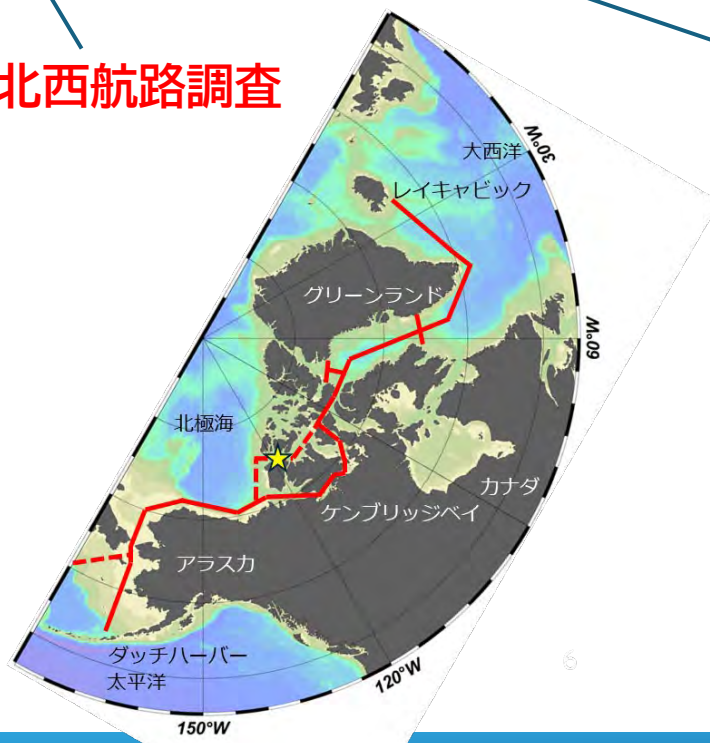 北西航路調査
大西洋
30°W
レイキャビック
グリーンランド
60°W
北極海
カナダ
ケンブリッジベイ
アラスカ
ダッチハーバー
太平洋
120°W
150°W
6